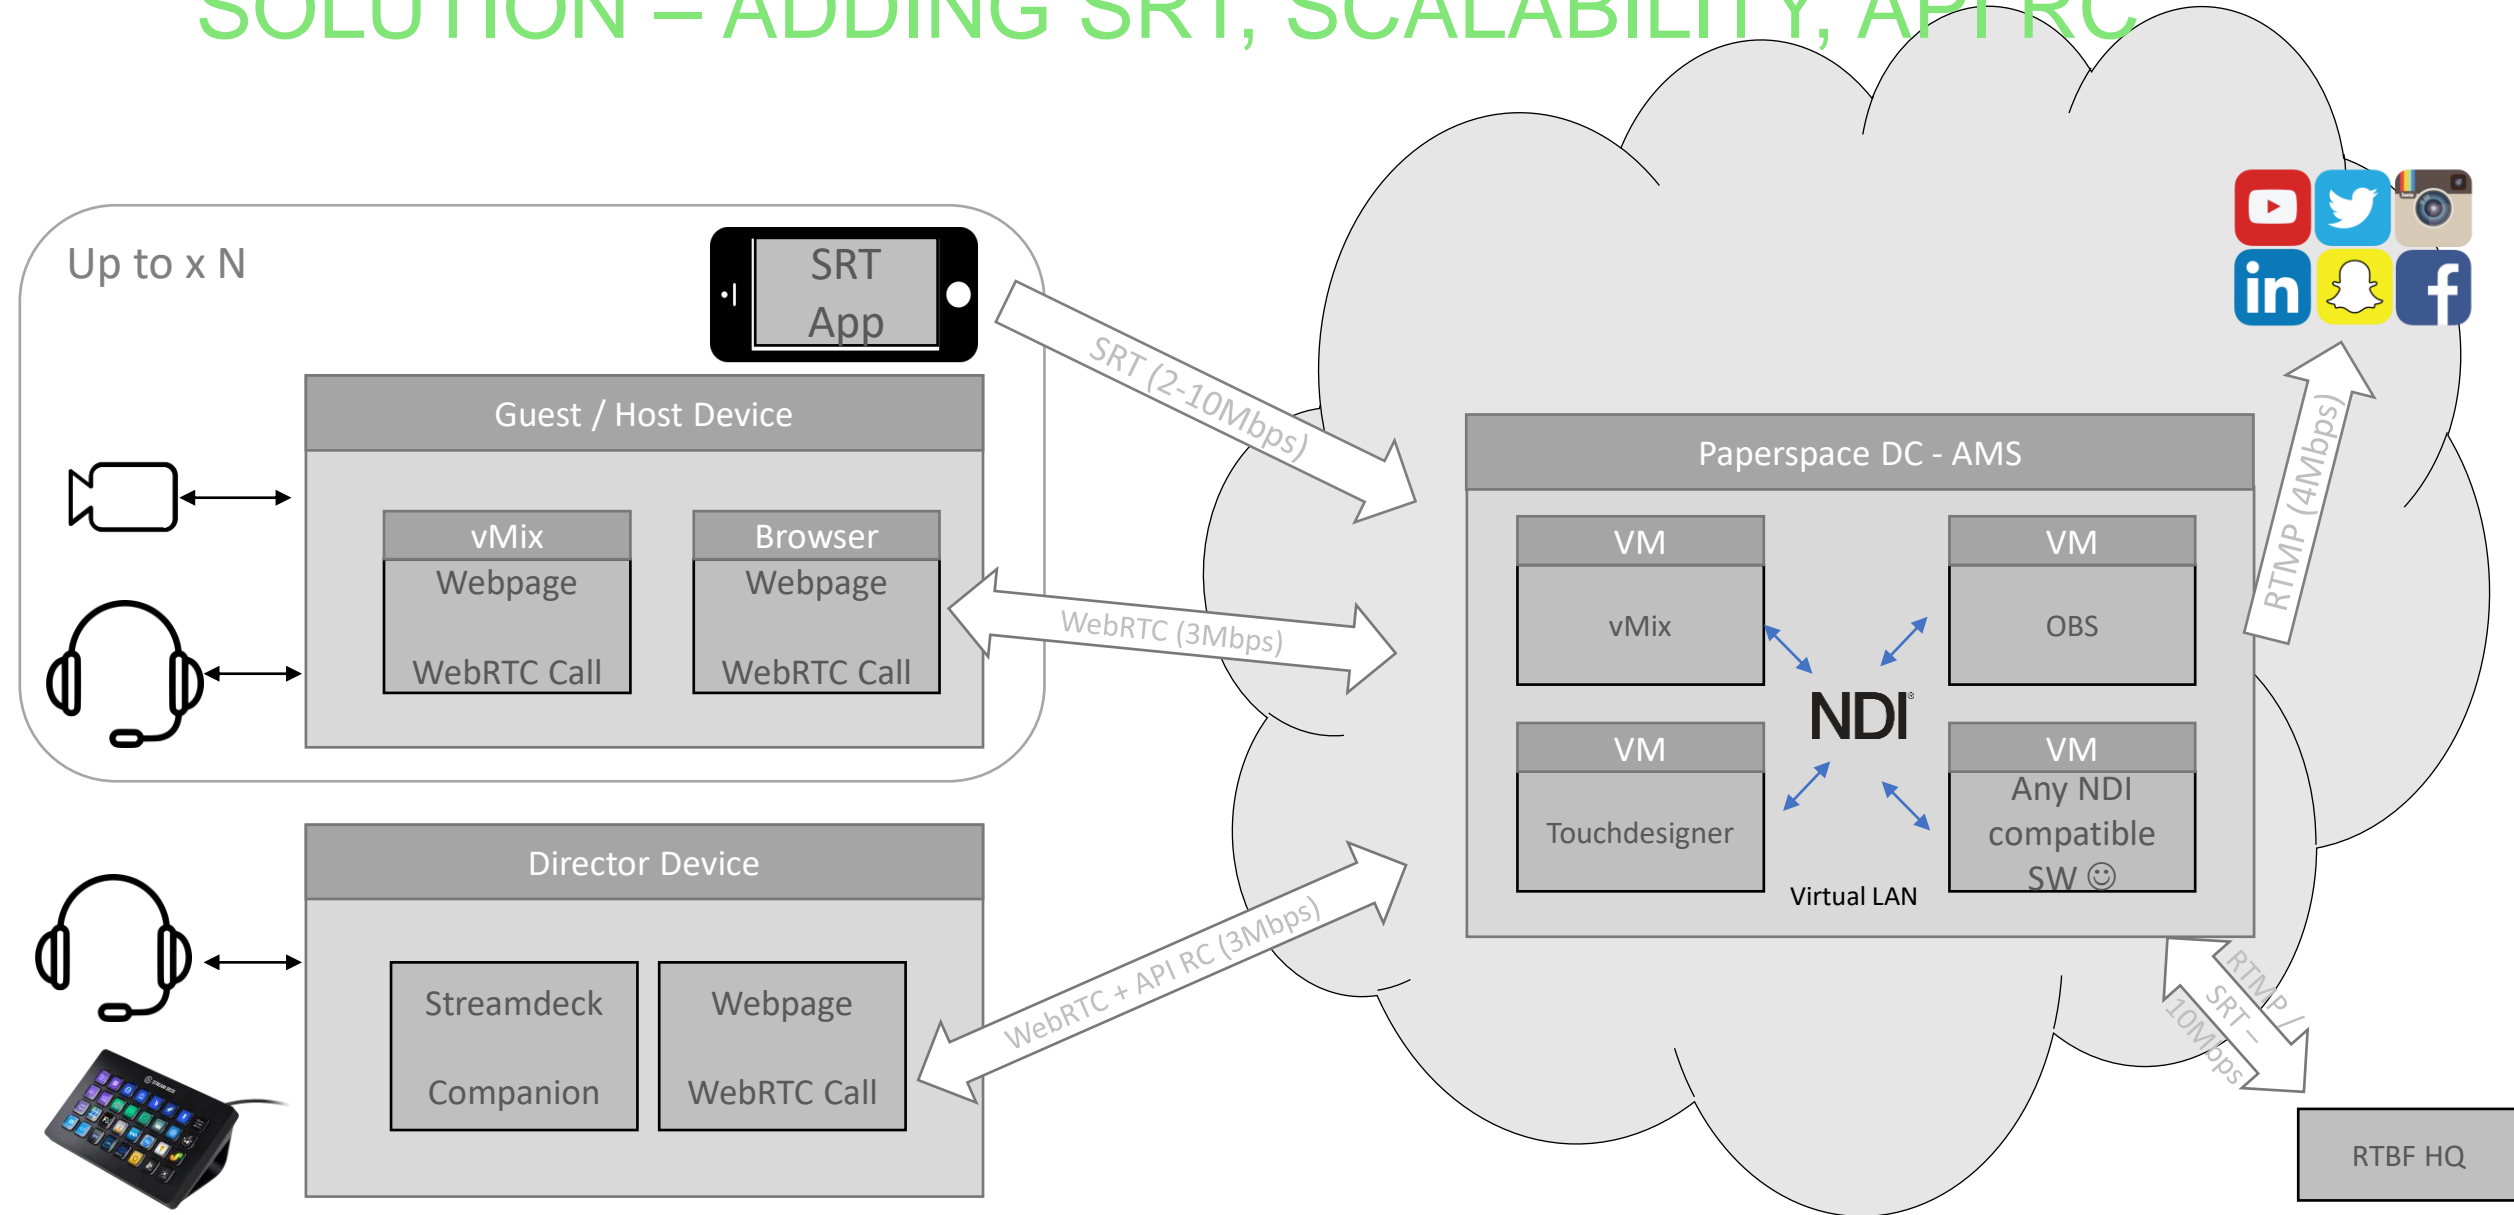 SOLUTION – ADDING SRT, SCALABILITY, API RC
Up to x N
SRT
App
Guest / Host Device
vMix
Webpage
WebRTC Call
Browser
Webpage
WebRTC Call
Director Device
Streamdeck
Companion
Webpage
WebRTC Call
SRT (2-10Mbps)
WebRTC (3Mbps)
WebRTC + API RC (3Mbps)
Paperspace DC - AMS
VM
vMix
VM
OBS
NDI
VM
Touchdesigner
VM
Any NDI
compatible
SW ☺
Virtual LAN
in
RTMP (4Mbps)
RTMP /
SRT –
10Mbps
RTBF HQ